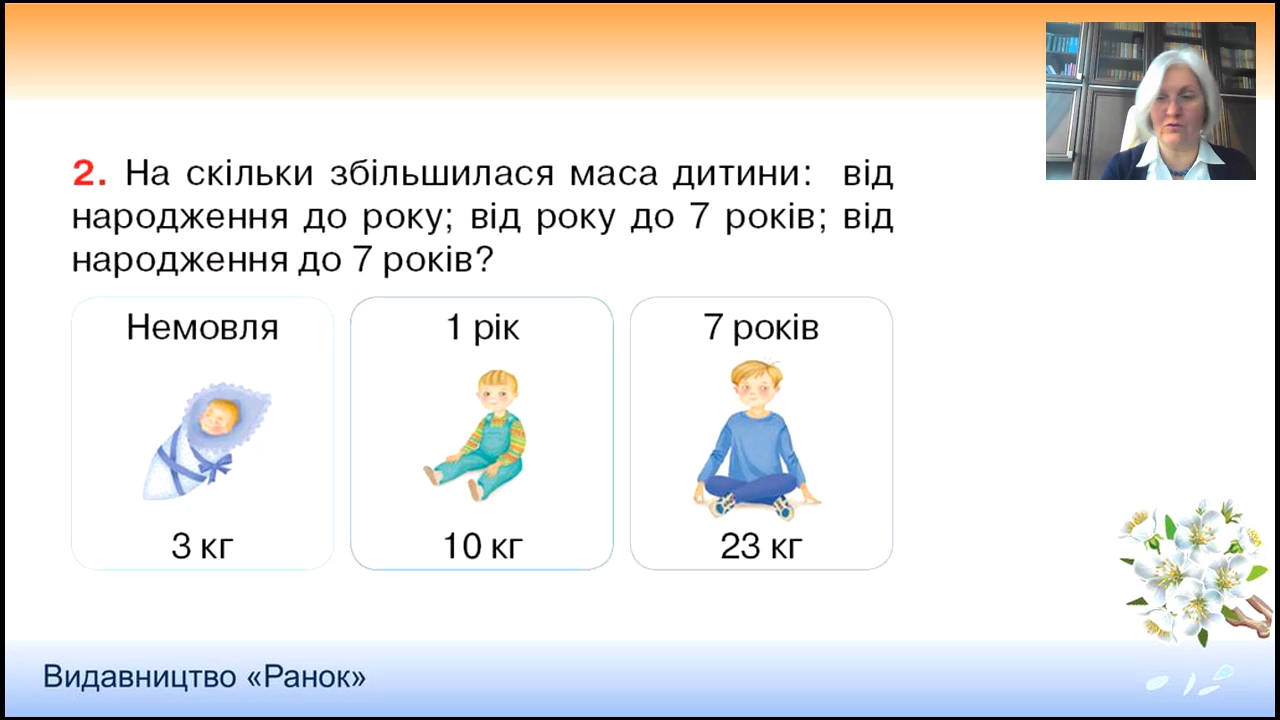 2. На скільки збільшилася маса дитини: від
народження до року; від року до 7 років; від
народження до 7 років?
Немовля
1 рік
7 років
3 кг
10 кг
23 кг
Видавництво «Ранок»